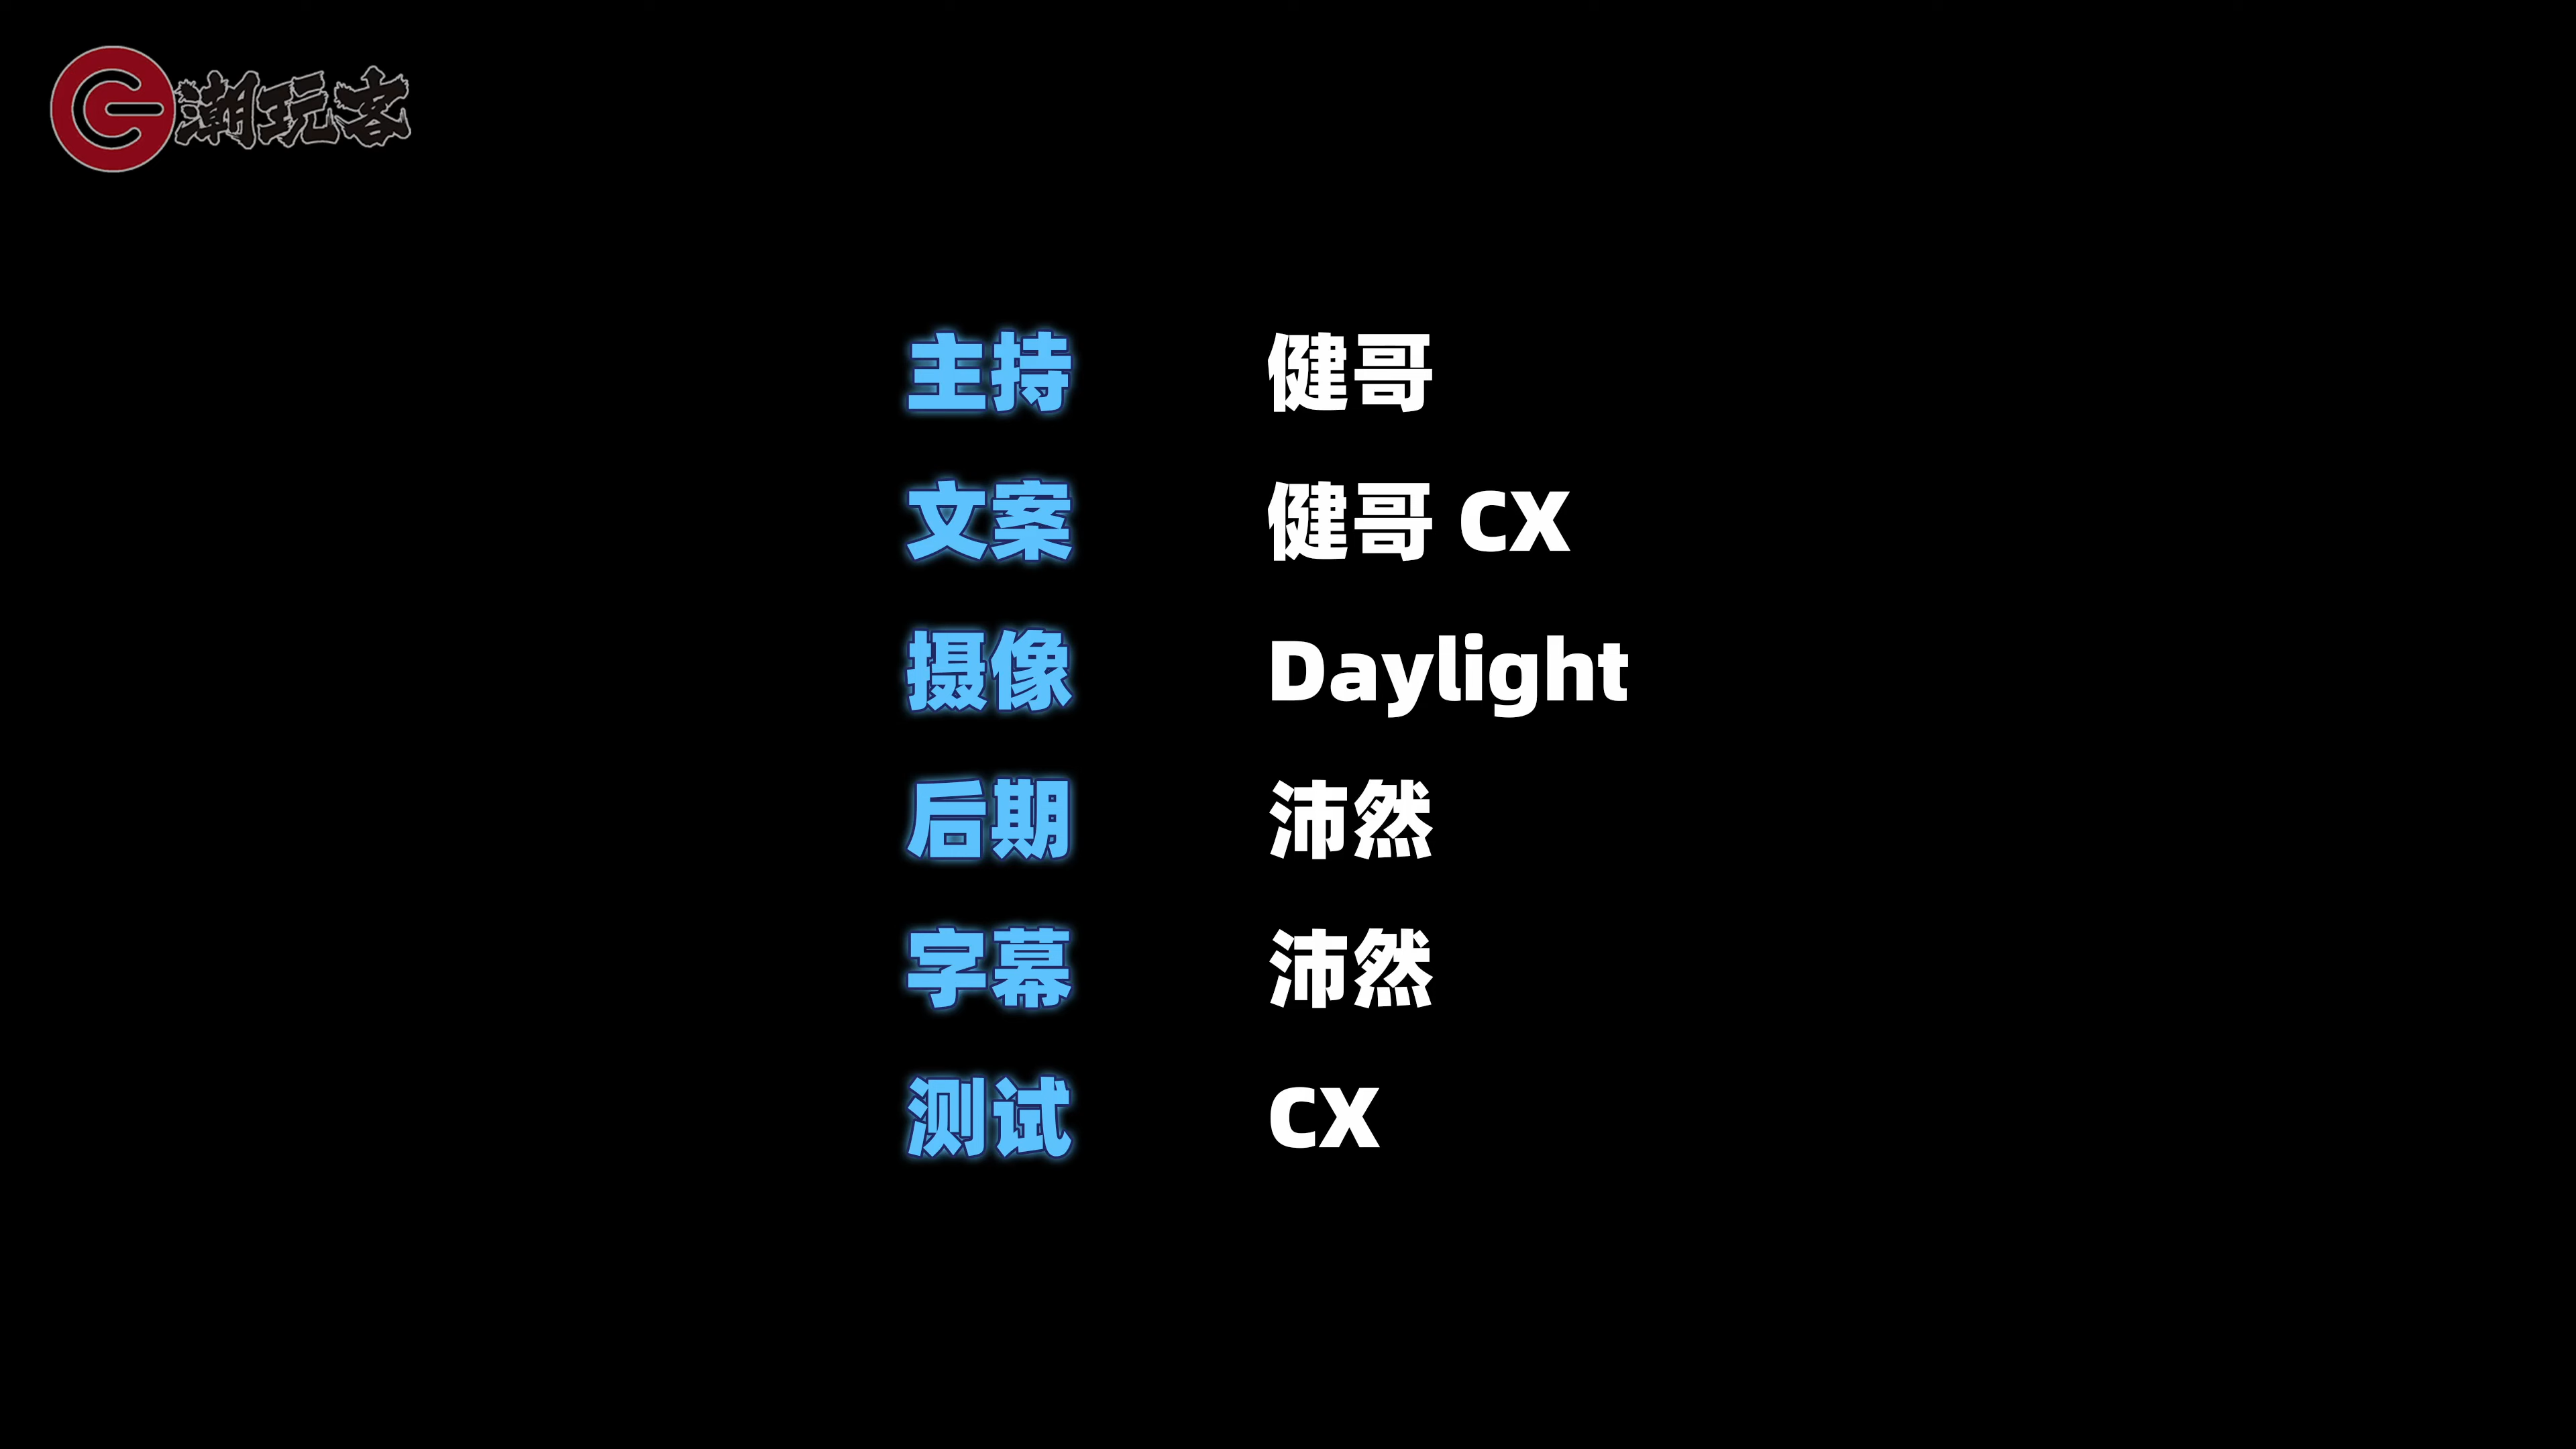 潮玩客
主持 健哥
文案 健哥 CX
摄像 Daylight
后期 沛然
字幕 沛然
测试 CX